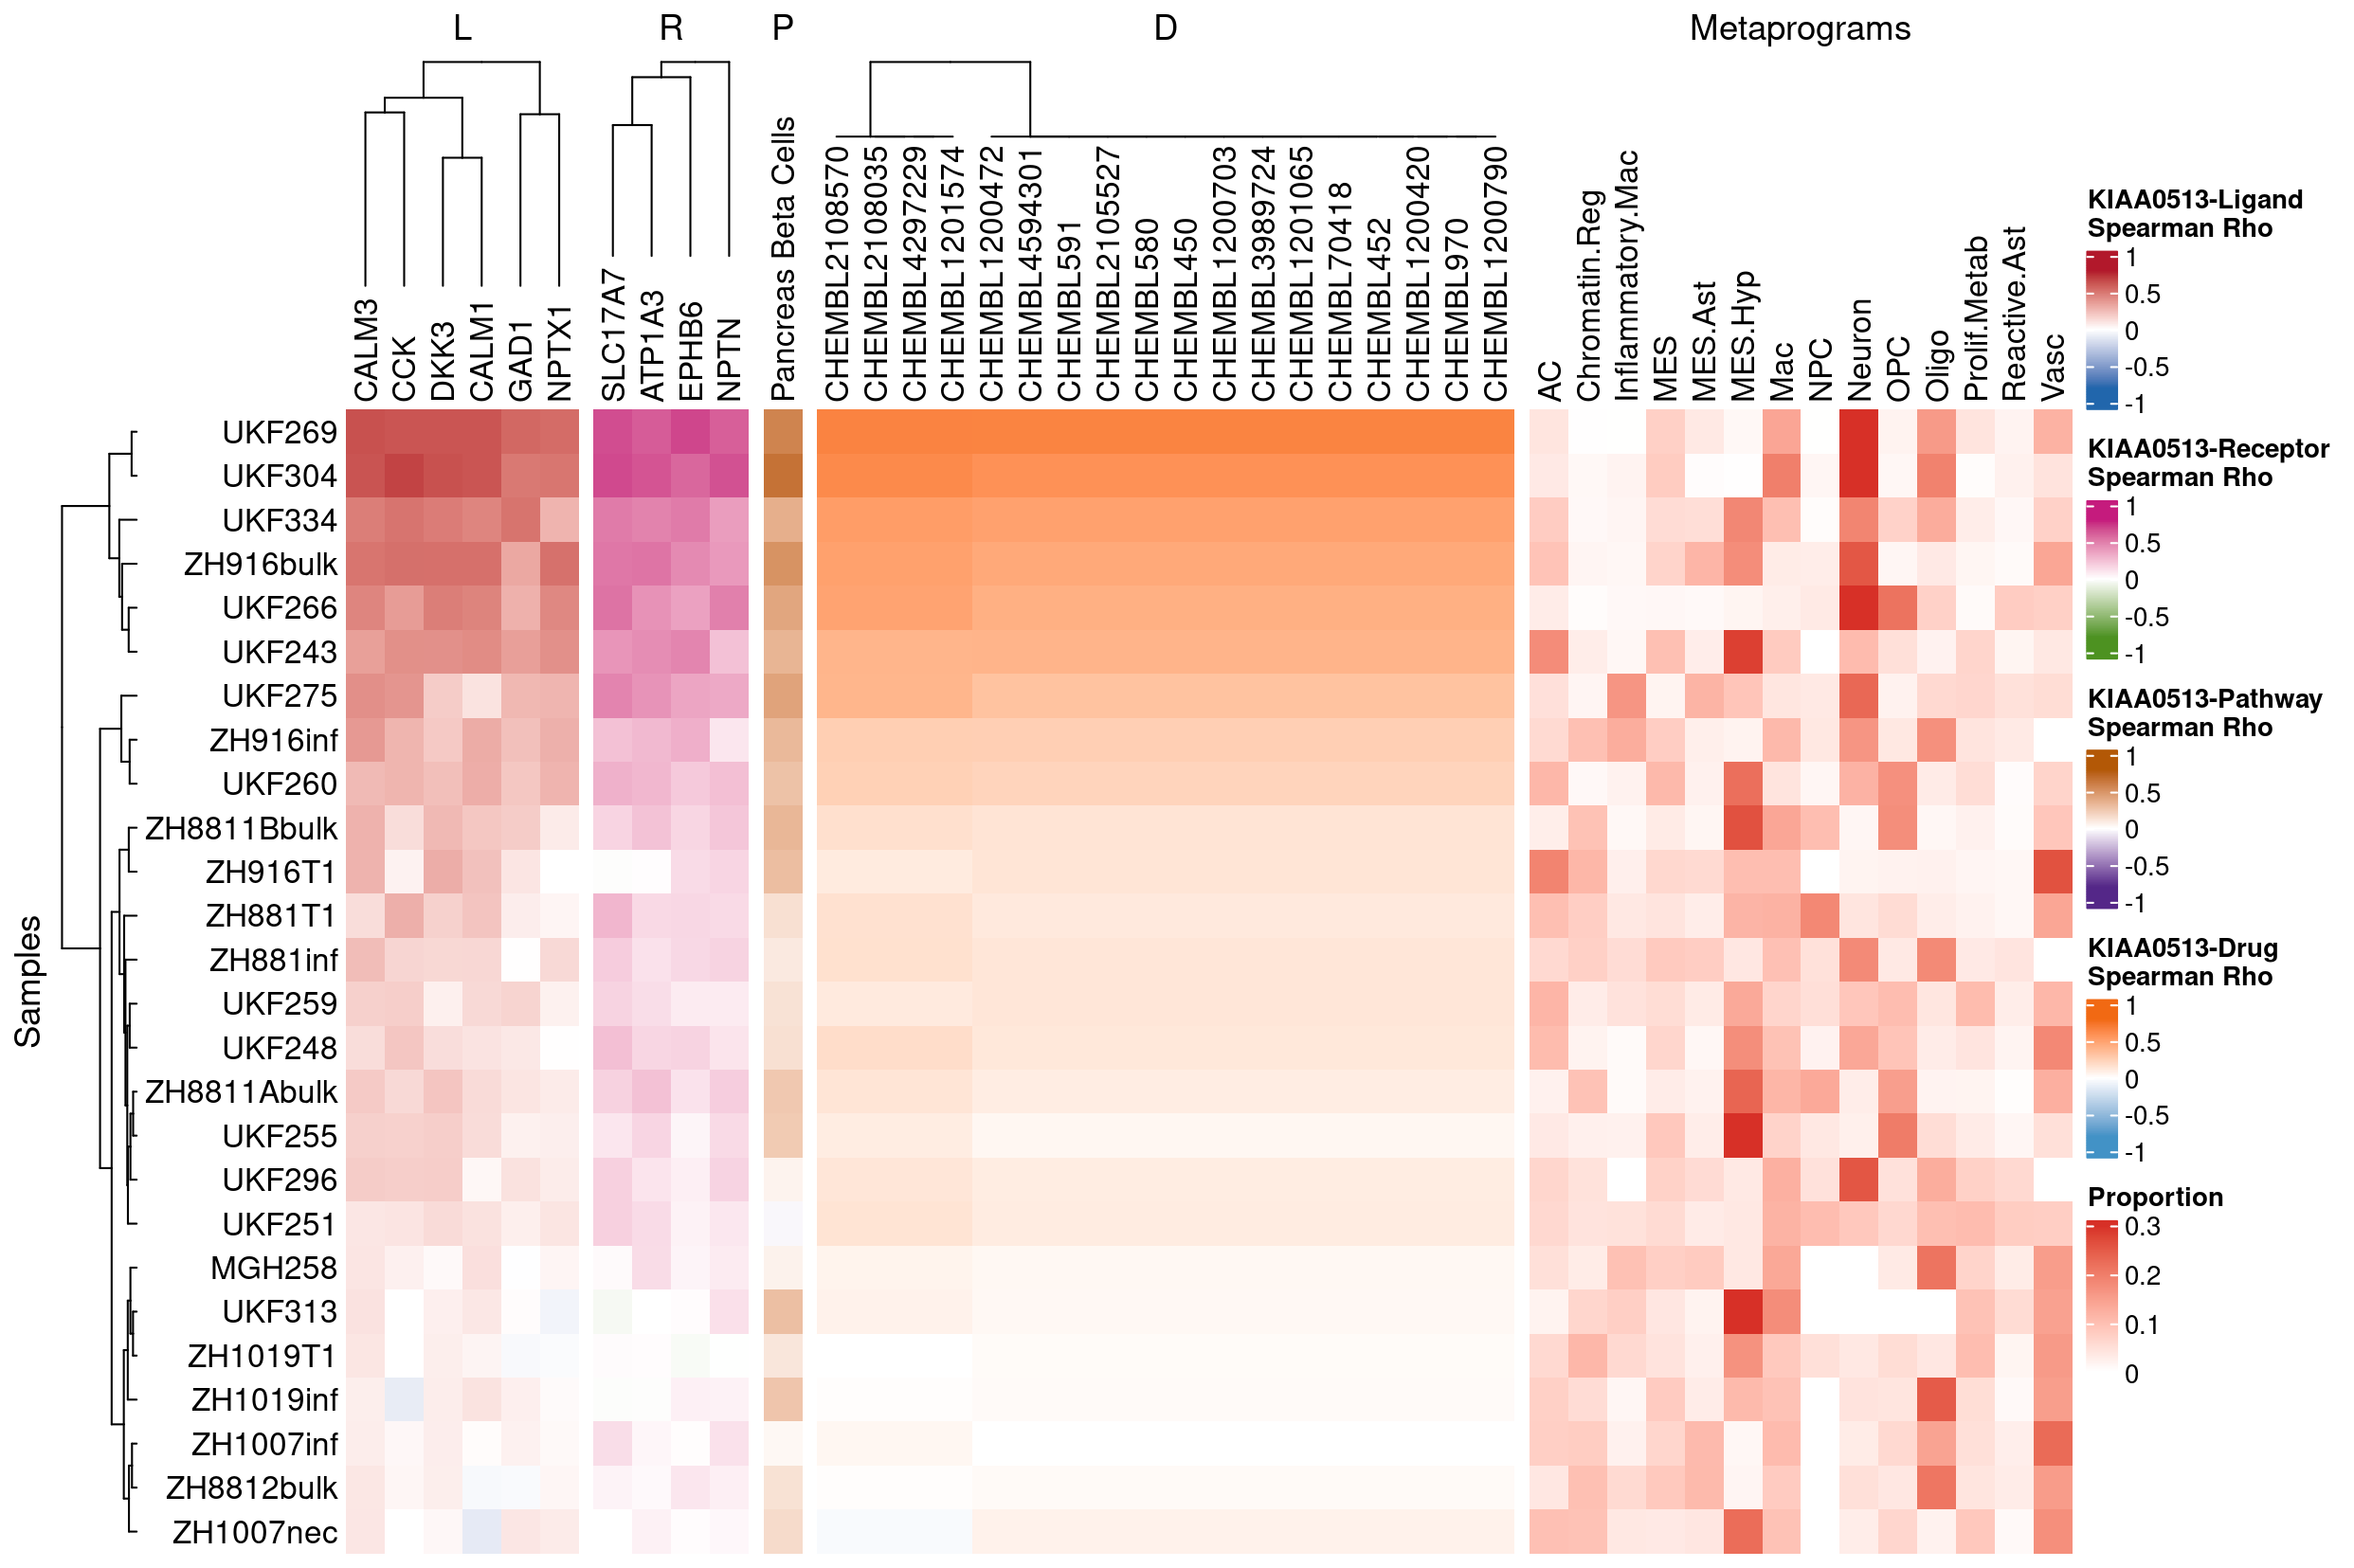 L R P D Metaprograms
CALM3
CCK
DKK3
CALM1
GAD1
NPTX1
SLC17A7
ATP1A3
EPHB6
NPTN
Pancreas Beta Cells
CHEMBL2108570
CHEMBL2108035
CHEMBL4297229
CHEMBL1201574
CHEMBL1200472
CHEMBL4594301
CHEMBL591
CHEMBL2105527
CHEMBL580
CHEMBL450
CHEMBL1200703
CHEMBL3989724
CHEMBL1201065
CHEMBL70418
CHEMBL452
CHEMBL1200420
CHEMBL970
CHEMBL1200790
AC
Chromatin.Reg
Inflammatory.Mac
MES
MES.Ast
MES.Hyp
Mac
NPC
Neuron
OPC
Oligo
Prolif.Metab
Reactive.Ast
Vasc
Samples
UKF269
UKF304
UKF334
ZH916bulk
UKF266
UKF243
UKF275
ZH916inf
UKF260
ZH8811Bbulk
ZH916T1
ZH881T1
ZH881inf
UKF259
UKF248
ZH8811Abulk
UKF255
UKF296
UKF251
MGH258
UKF313
ZH1019T1
ZH1019inf
ZH1007inf
ZH8812bulk
ZH1007nec
KIAA0513-Ligand
Spearman Rho
1
0.5
0
-0.5
-1
KIAA0513-Receptor
Spearman Rho
1
0.5
0
-0.5
-1
KIAA0513-Pathway
Spearman Rho
1
0.5
0
-0.5
-1
KIAA0513-Drug
Spearman Rho
1
0.5
0
-0.5
-1
Proportion
0.3
0.2
0.1
0